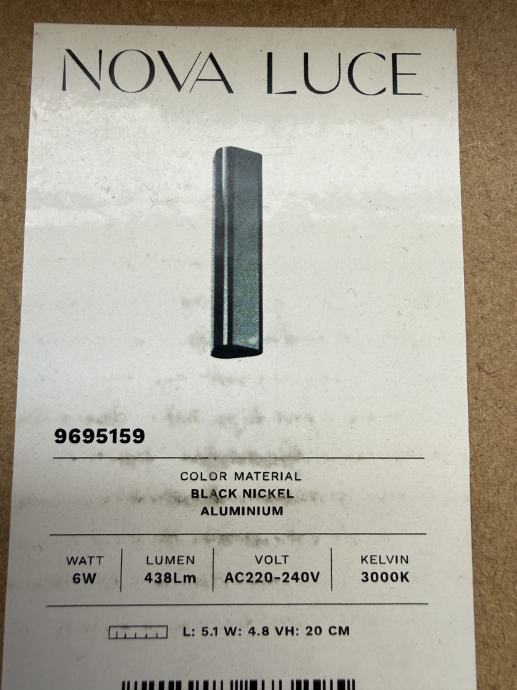 NOVA LUCE
9695159
COLOR MATERIAL
BLACK NICKEL
ALUMINIUM
WATT LUMEN VOLT KELVIN
6W 438Lm AC220-240V 3000K
L: 5.1 W: 4.8 VH: 20 CM